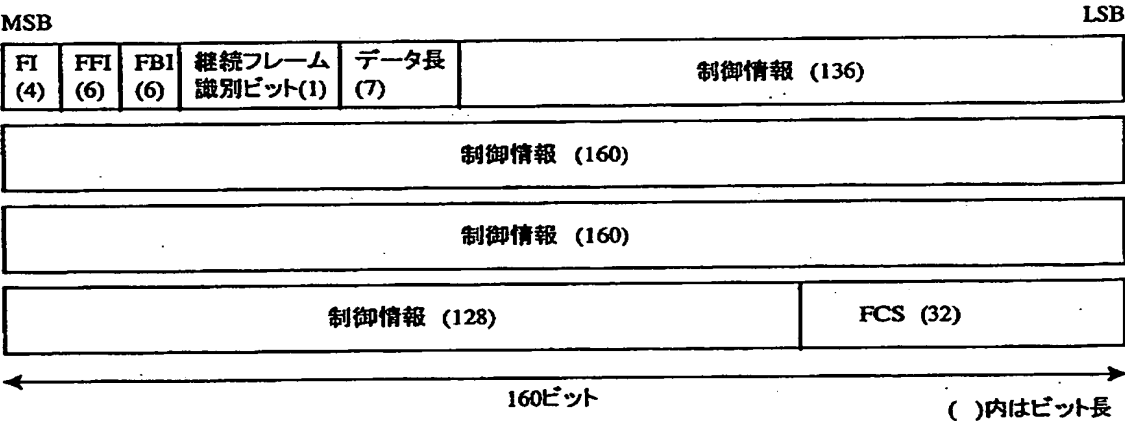 MSB
LSB
FI
(4)
FFI
(6)
FBI
(6)
継続フレーム
識別ビット(1)
データ長
(7)
制御情報 (136)
制御情報 (160)
制御情報 (160)
制御情報 (128)
FCS (32)
160ビット
( )内はビット長